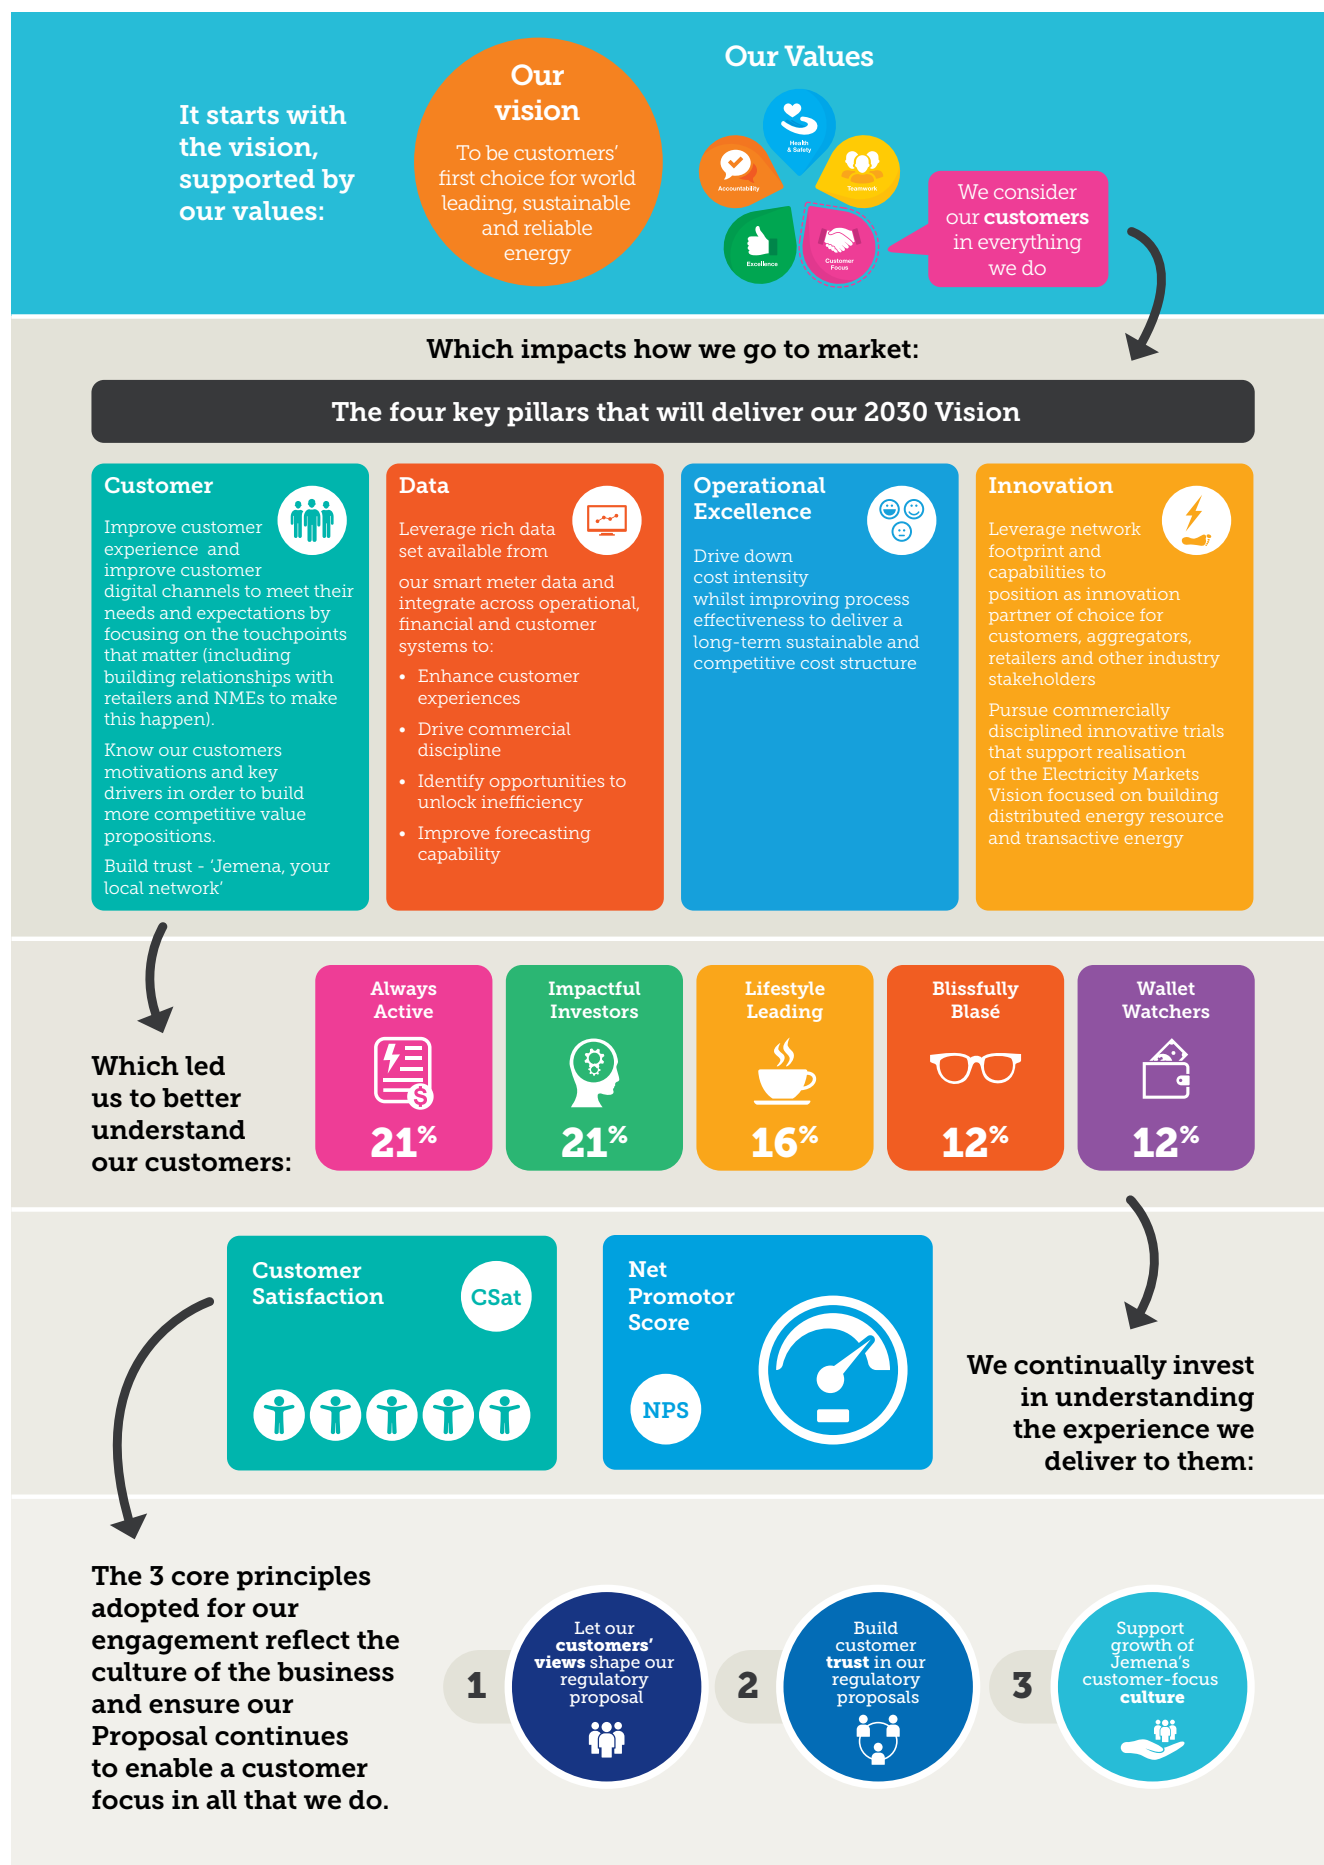 It starts with
the vision,
supported by
our values:
Our
vision
To be customers’
first choice for world
leading, sustainable
and reliable
energy
Our Values
Health
& Safety
Accountability
Teamwork
Excellence
Customer
Focus
We consider
our customers
in everything
we do
Which impacts how we go to market:
The four key pillars that will deliver our 2030 Vision
Customer
Improve customer
experience and
improve customer
digital channels to meet their
needs and expectations by
focusing on the touchpoints
that matter (including
building relationships with
retailers and NMEs to make
this happen).
Know our customers
motivations and key
drivers in order to build
more competitive value
propositions.
Build trust - ‘Jemena, your
local network’
Data
Leverage rich data
set available from
our smart meter data and
integrate across operational,
financial and customer
systems to:
• Enhance customer
experiences
• Drive commercial
discipline
• Identify opportunities to
unlock inefficiency
• Improve forecasting
capability
Operational
Excellence
Drive down
cost intensity
whilst improving process
effectiveness to deliver a
long-term sustainable and
competitive cost structure
Innovation
Leverage network
footprint and
capabilities to
position as innovation
partner of choice for
customers, aggregators,
retailers and other industry
stakeholders
Pursue commercially
disciplined innovative trials
that support realisation
of the Electricity Markets
Vision focused on building
distributed energy resource
and transactive energy
Which led
us to better
understand
our customers:
Always
Active
$
21%
Impactful
Investors
21%
Lifestyle
Leading
16%
Blissfully
Blasé
12%
Wallet
Watchers
12%
Customer
Satisfaction
CSat
Net
Promotor
Score
NPS
We continually invest
in understanding
the experience we
deliver to them:
The 3 core principles
adopted for our
engagement reflect the
culture of the business
and ensure our
Proposal continues
to enable a customer
focus in all that we do.
1
Let our
customers’
views shape our
regulatory
proposal
2
Build
customer
trust in our
regulatory
proposals
3
Support
growth of
Jemena’s
customer-focus
culture